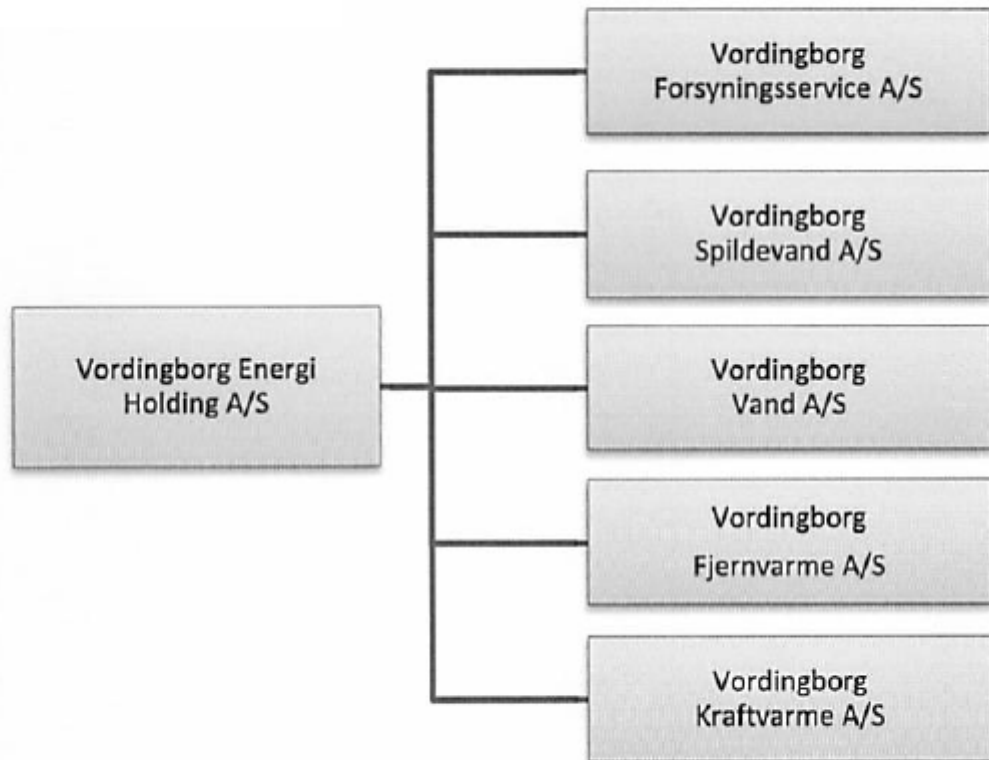 Vordingborg Energi
Holding A/S
Vordingborg
Forsyningsservice A/S
Vordingborg
Spildevand A/S
Vordingborg
Vand A/S
Vordingborg
Fjernvarme A/S
Vordingborg
Kraftvarme A/S